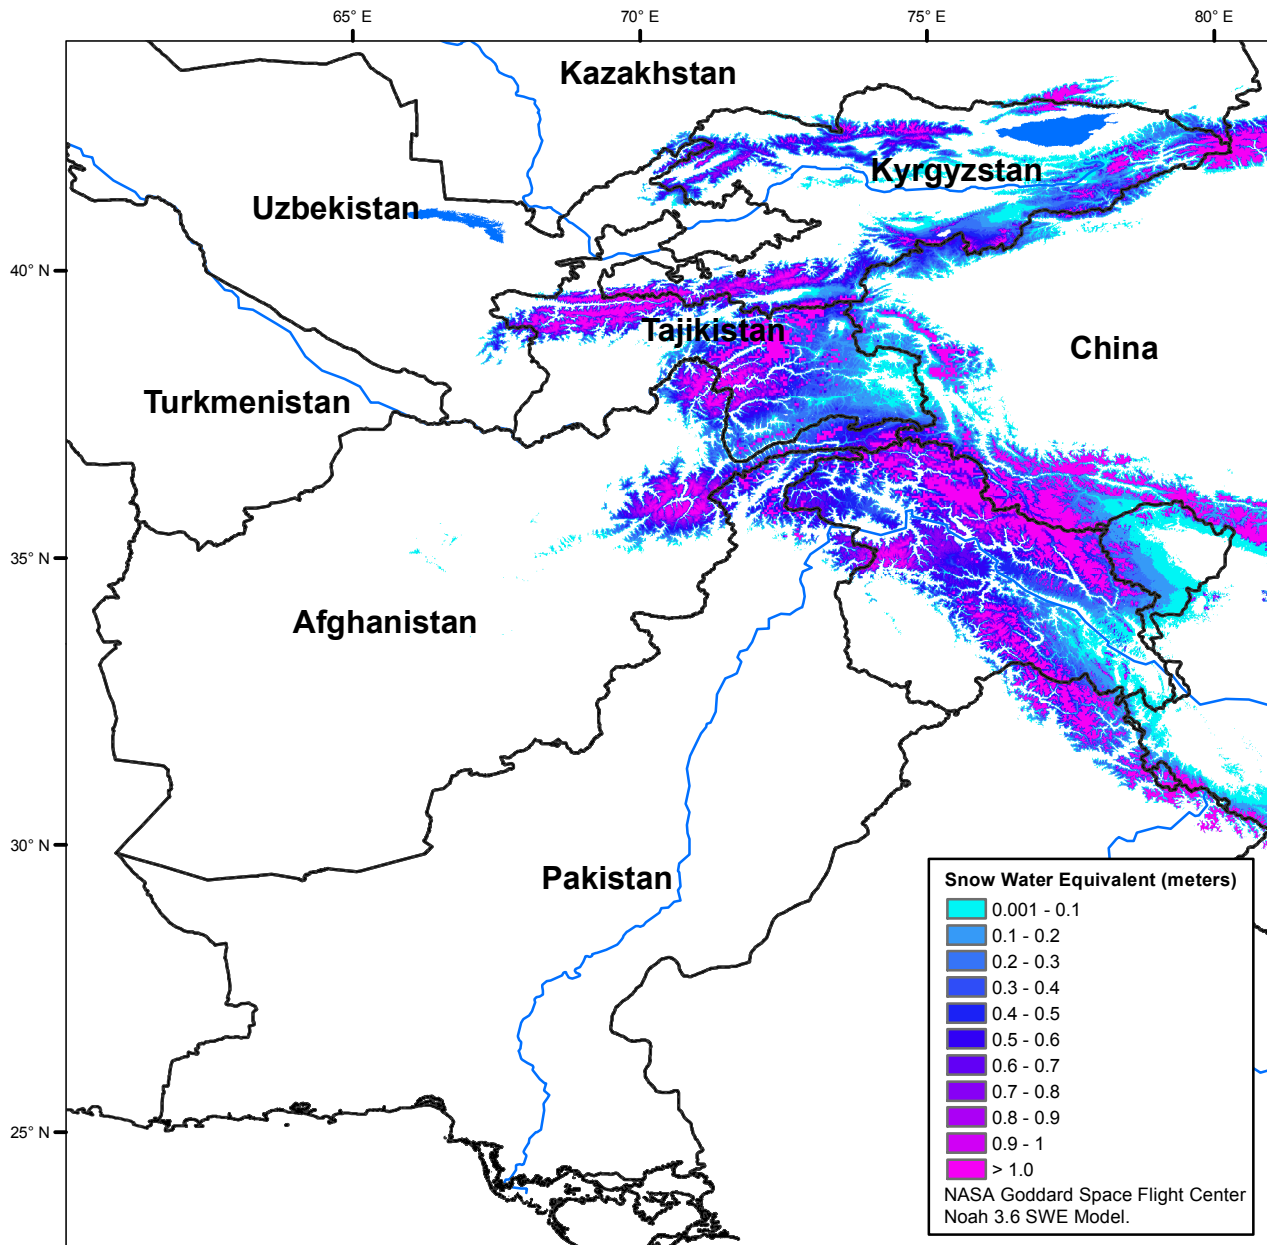 65° E
70° E
75° E
80° E
Kazakhstan
Kyrgyzstan
Uzbekistan
40° N
Tajikistan
China
Turkmenistan
35° N
Afghanistan
30° N
Pakistan
25° N
Snow Water Equivalent (meters)
0.001 - 0.1
0.1 - 0.2
0.2 - 0.3
0.3 - 0.4
0.4 - 0.5
0.5 - 0.6
0.6 - 0.7
0.7 - 0.8
0.8 - 0.9
0.9 - 1
> 1.0
NASA Goddard Space Flight Center
Noah 3.6 SWE Model.